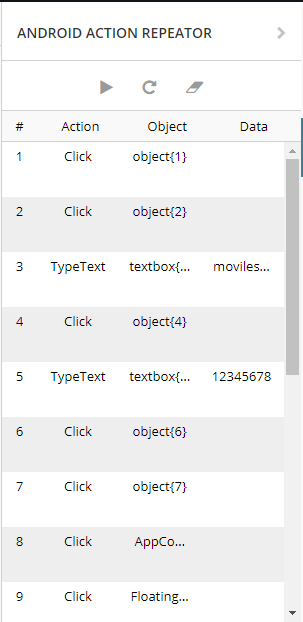 ANDROID ACTION REPEATOR
# Action Object Data
1 Click object{1}
2 Click object{2}
3 TypeText textbox{... moviles...
4 Click object{4}
5 TypeText textbox{... 12345678
6 Click object{6}
7 Click object{7}
8 Click AppCo...
9 Click Floating...